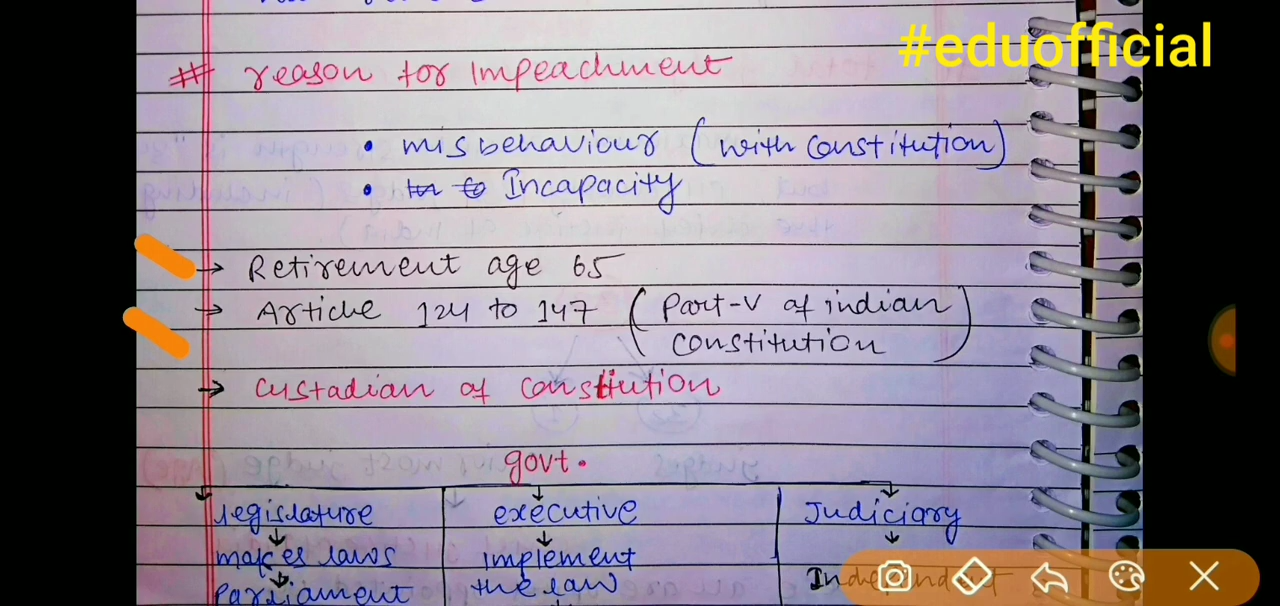 #eduofficial
# reason for Impeachment
• misbehaviour (with constitution)
• Incapacity
→ Retirement age 65
→ Article 124 to 147 (Part-V of indian
constitution)
→ custadian of constitution
govt.
legislature executive Judiciary
makes laws implement Independent
Parliament the law